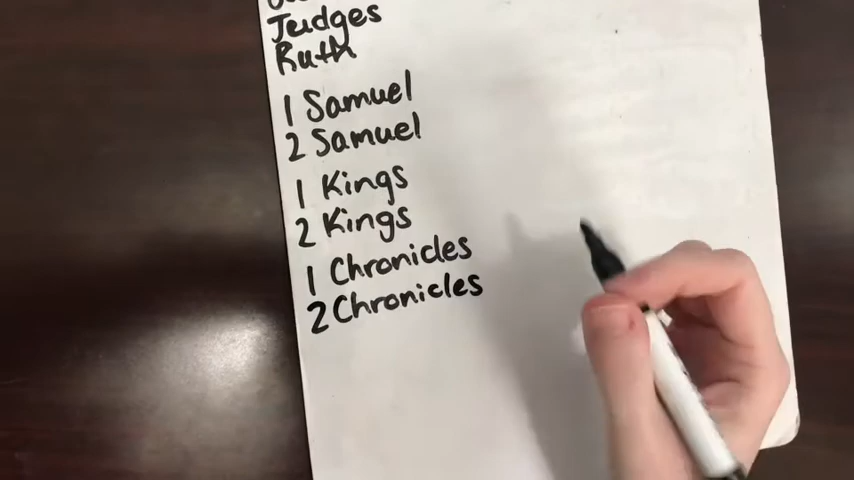 Judges
Ruth
1 Samuel
2 Samuel
1 Kings
2 Kings
1 Chronicles
2 Chronicles